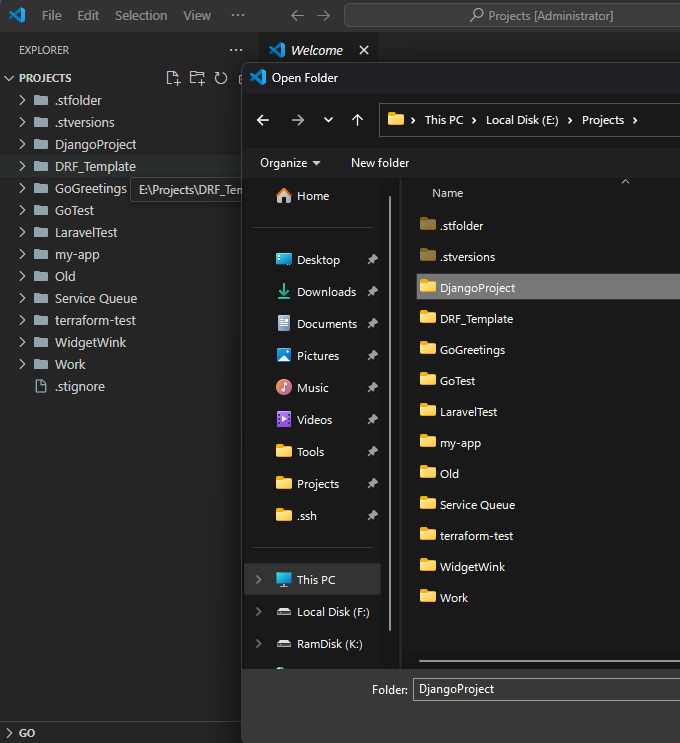 File Edit Selection View ···
Projects [Administrator]
EXPLORER ···
Welcome
PROJECTS
.stfolder
.stversions
DjangoProject
DRF_Template
GoGreetings
E:\Projects\DRF_Tem
GoTest
LaravelTest
my-app
Old
Service Queue
terraform-test
WidgetWink
Work
.stignore
GO
Open Folder
This PC > Local Disk (E:) > Projects >
Organize New folder
Home
Desktop
Downloads
Documents
Pictures
Music
Videos
Tools
Projects
.ssh
This PC
Local Disk (F:)
RamDisk (K:)
Name
.stfolder
.stversions
DjangoProject
DRF_Template
GoGreetings
GoTest
LaravelTest
my-app
Old
Service Queue
terraform-test
WidgetWink
Work
Folder: DjangoProject